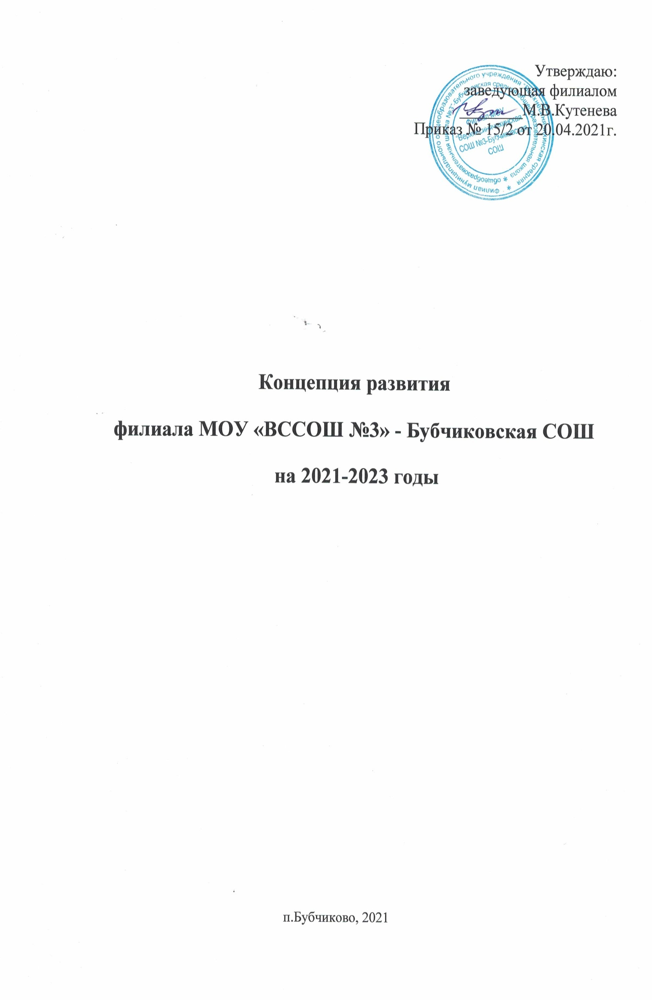 Утверждаю:
заведующая филиалом
М.В.Кутенева
Приказ № 15/2 от 20.04.2021г.
Филиал муниципального общеобразовательного учреждения "Верхнесинячихинская средняя
общеобразовательная школа №3"-Бубчиковская средняя общеобразовательная школа
Филиал МОУ
"Верхнесинячихинская
СОШ №3-Бубчиковская
СОШ
Концепция развития
филиала МОУ «ВССОШ №3» - Бубчиковская СОШ
на 2021-2023 годы
п.Бубчиково, 2021